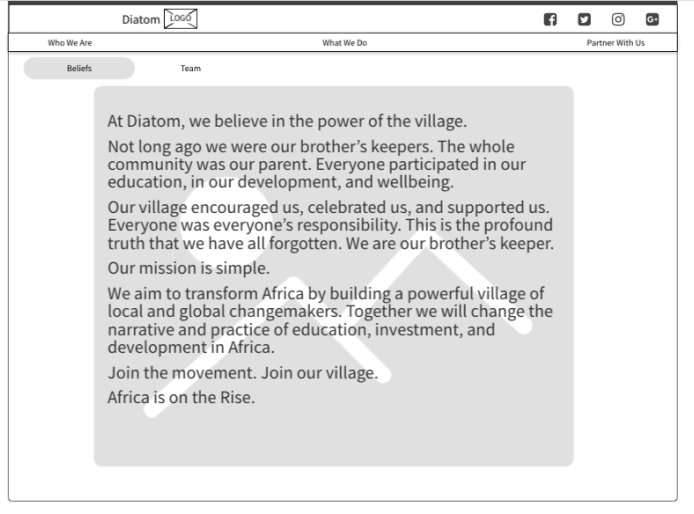 Diatom LOGO
Who We Are What We Do Partner With Us
Beliefs Team
At Diatom, we believe in the power of the village.
Not long ago we were our brother’s keepers. The whole
community was our parent. Everyone participated in our
education, in our development, and wellbeing.
Our village encouraged us, celebrated us, and supported us.
Everyone was everyone’s responsibility. This is the profound
truth that we have all forgotten. We are our brother’s keeper.
Our mission is simple.
We aim to transform Africa by building a powerful village of
local and global changemakers. Together we will change the
narrative and practice of education, investment, and
development in Africa.
Join the movement. Join our village.
Africa is on the Rise.